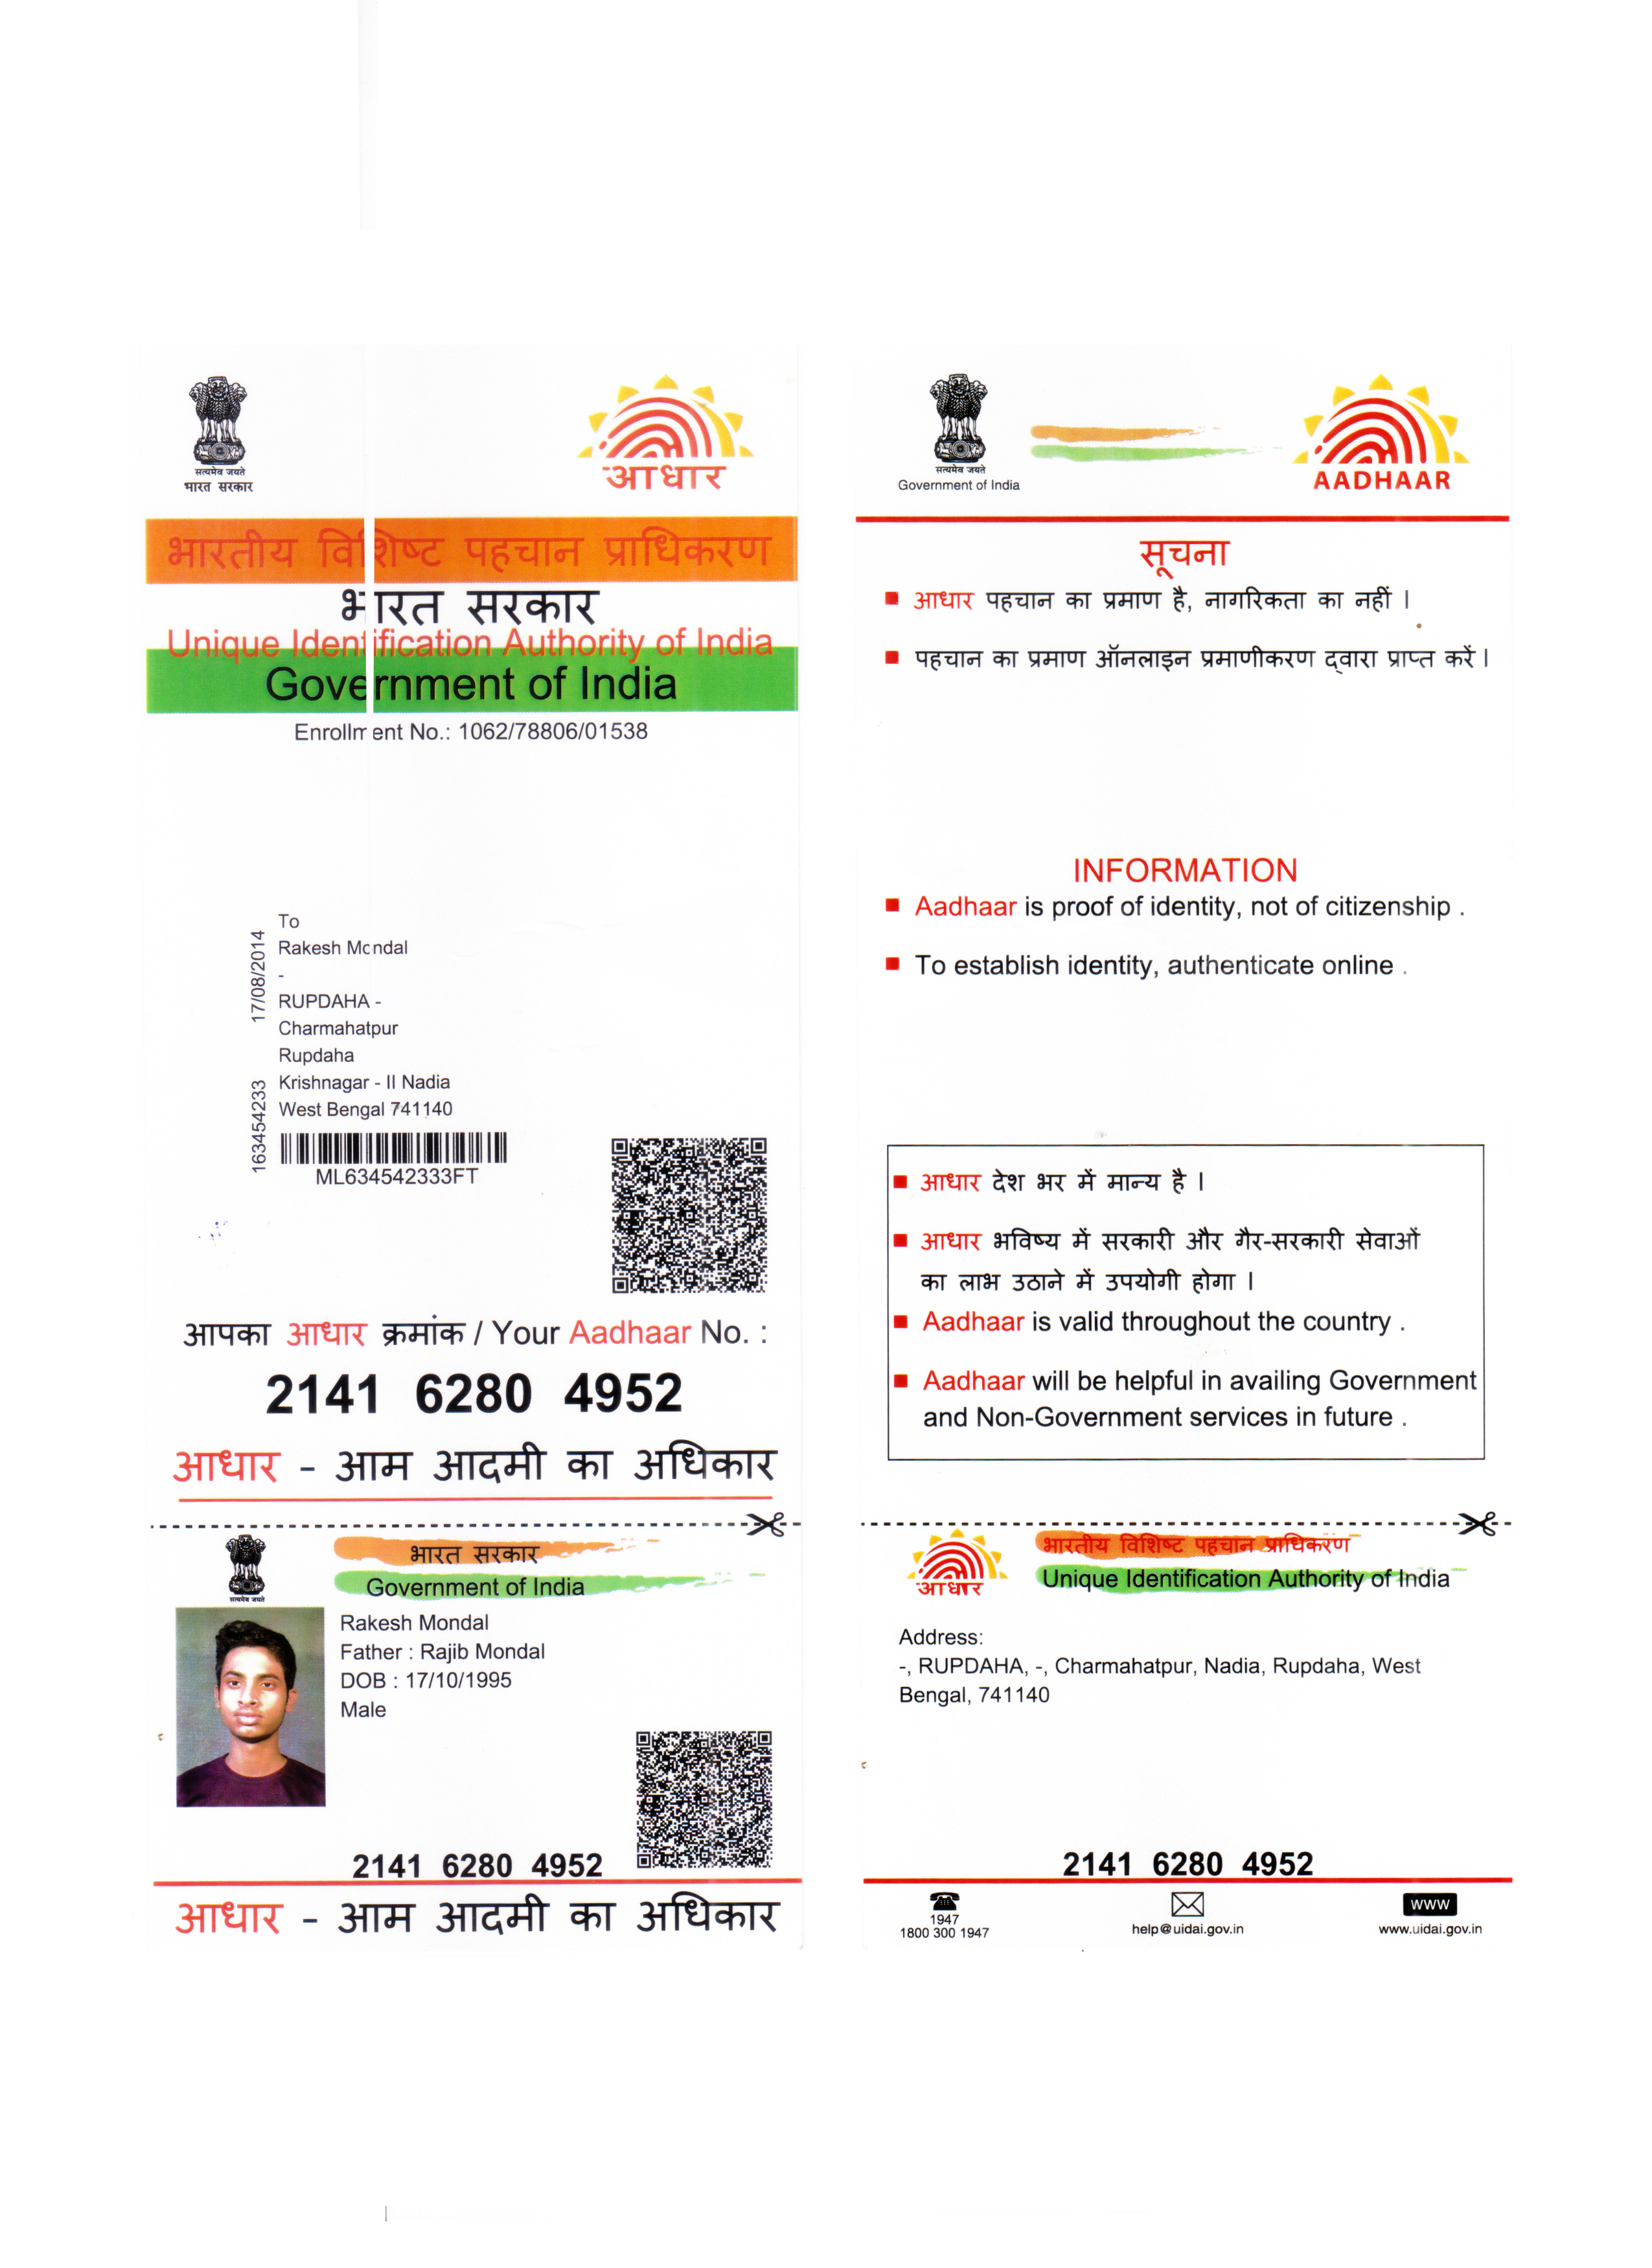 सत्यमेव जयते
भारत सरकार
आधार
भारतीय विशिष्ट पहचान प्राधिकरण
भारत सरकार
Unique Identification Authority of India
Government of India
Enrollment No.: 1062/78806/01538
To
Rakesh Mondal
-
RUPDAHA -
Charmahatpur
Rupdaha
Krishnagar - II Nadia
West Bengal 741140
17/08/2014
163454233
ML634542333FT
आपका आधार क्रमांक / Your Aadhaar No. :
2141 6280 4952
आधार - आम आदमी का अधिकार
सत्यमेव जयते
भारत सरकार
Government of India
Rakesh Mondal
Father : Rajib Mondal
DOB : 17/10/1995
Male
2141 6280 4952
आधार - आम आदमी का अधिकार
सत्यमेव जयते
Government of India
AADHAAR
सूचना
आधार पहचान का प्रमाण है, नागरिकता का नहीं ।
पहचान का प्रमाण ऑनलाइन प्रमाणीकरण द्वारा प्राप्त करें ।
INFORMATION
Aadhaar is proof of identity, not of citizenship .
To establish identity, authenticate online .
आधार देश भर में मान्य है ।
आधार भविष्य में सरकारी और गैर-सरकारी सेवाओं
का लाभ उठाने में उपयोगी होगा ।
Aadhaar is valid throughout the country .
Aadhaar will be helpful in availing Government
and Non-Government services in future .
आधार
भारतीय विशिष्ट पहचान प्राधिकरण
Unique Identification Authority of India
Address:
-, RUPDAHA, -, Charmahatpur, Nadia, Rupdaha, West
Bengal, 741140
2141 6280 4952
1947
1800 300 1947
help@uidai.gov.in
WWW
www.uidai.gov.in